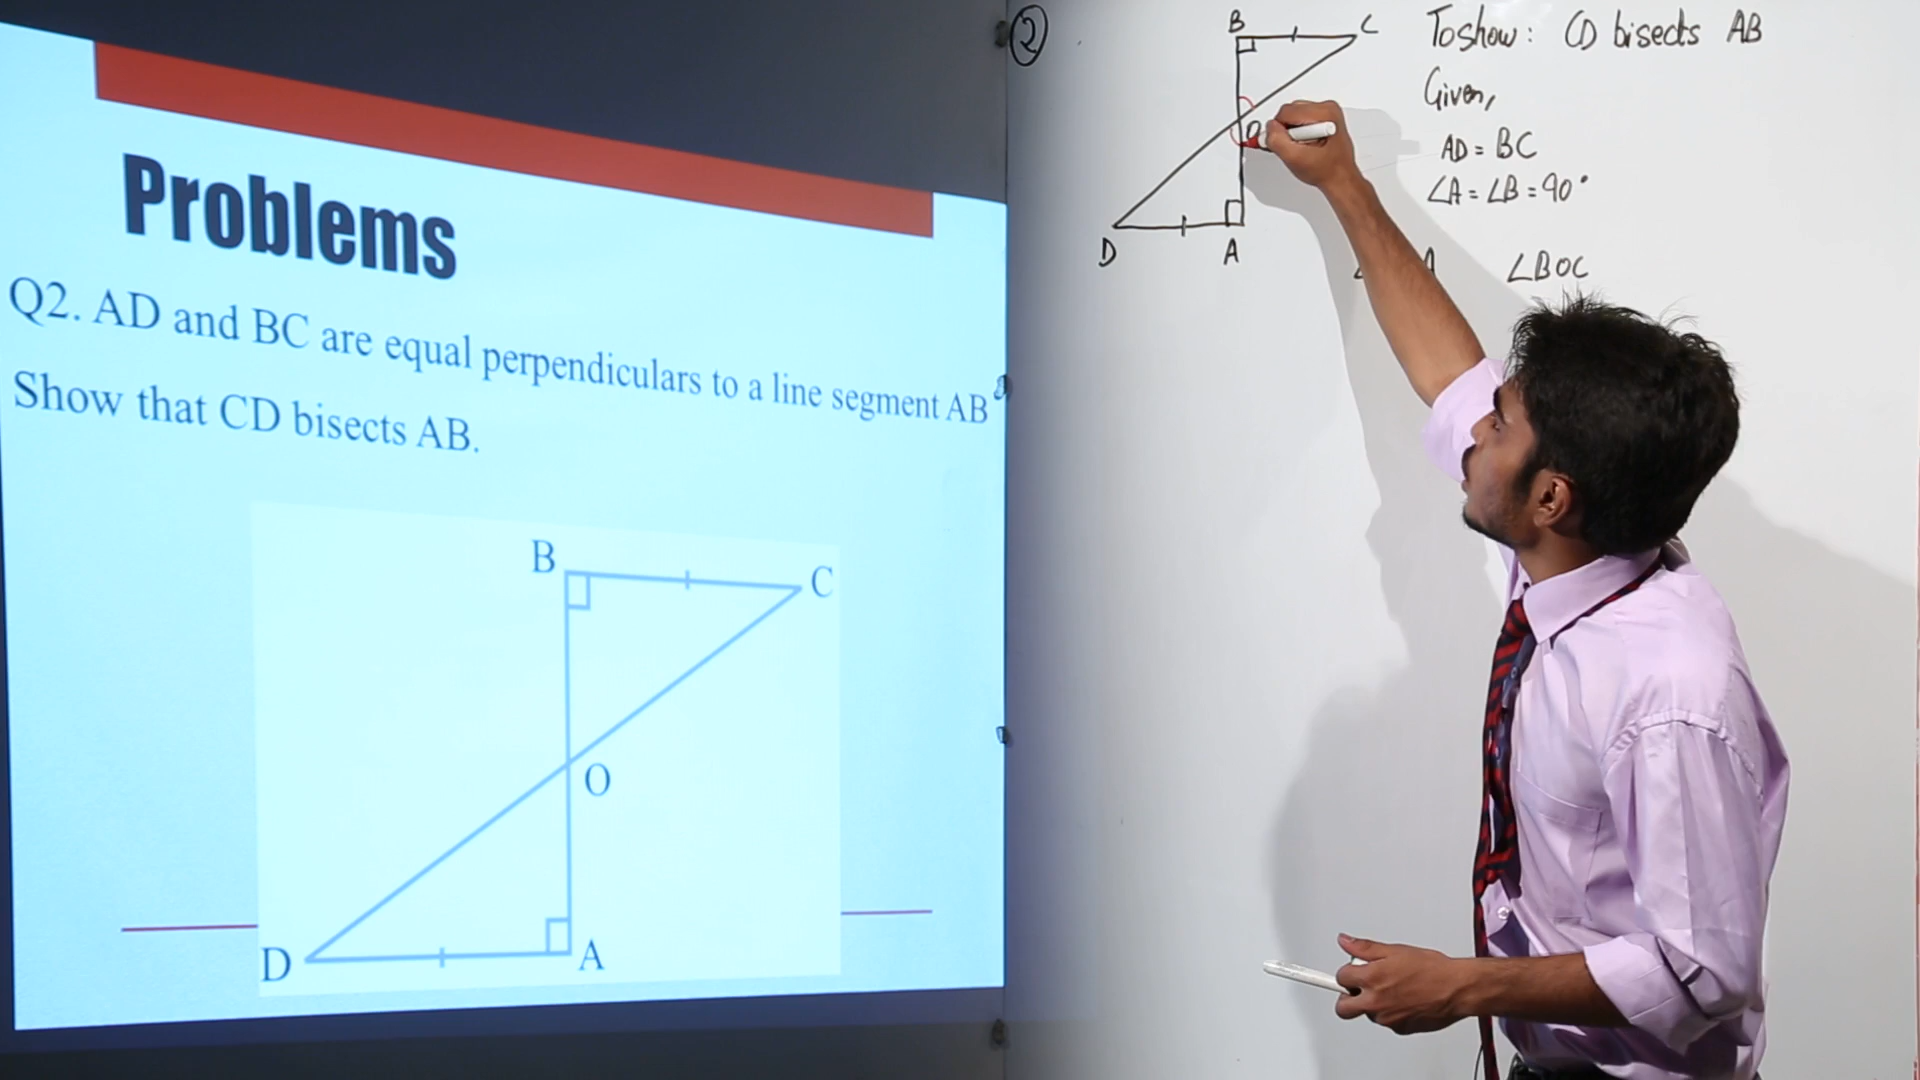 Problems
Q2. AD and BC are equal perpendiculars to a line segment AB
Show that CD bisects AB.
B
C
O
D
A
2
B
C
O
D
A
To show: CD bisects AB
Given,
AD = BC
∠A = ∠B = 90°
∠BOC